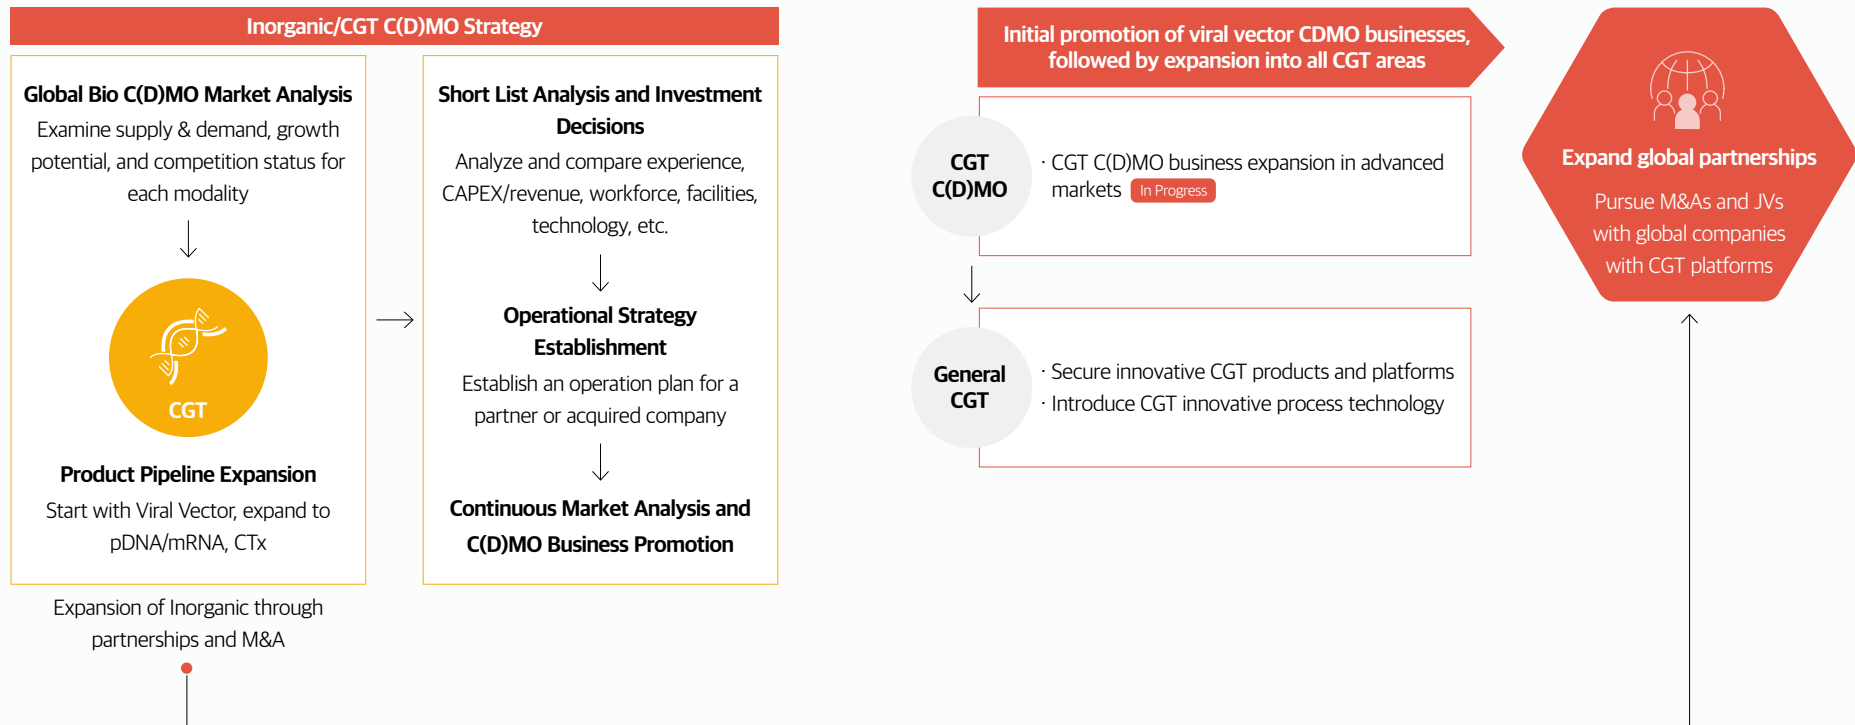 Inorganic/CGT C(D)MO Strategy
Global Bio C(D)MO Market Analysis
Examine supply & demand, growth
potential, and competition status for
each modality
CGT
Product Pipeline Expansion
Start with Viral Vector, expand to
pDNA/mRNA, CTx
Expansion of Inorganic through
partnerships and M&A
Short List Analysis and Investment
Decisions
Analyze and compare experience,
CAPEX/revenue, workforce, facilities,
technology, etc.
Operational Strategy
Establishment
Establish an operation plan for a
partner or acquired company
Continuous Market Analysis and
C(D)MO Business Promotion
Initial promotion of viral vector CDMO businesses,
followed by expansion into all CGT areas
CGT
C(D)MO
· CGT C(D)MO business expansion in advanced
markets In Progress
General
CGT
· Secure innovative CGT products and platforms
· Introduce CGT innovative process technology
Expand global partnerships
Pursue M&As and JVs
with global companies
with CGT platforms